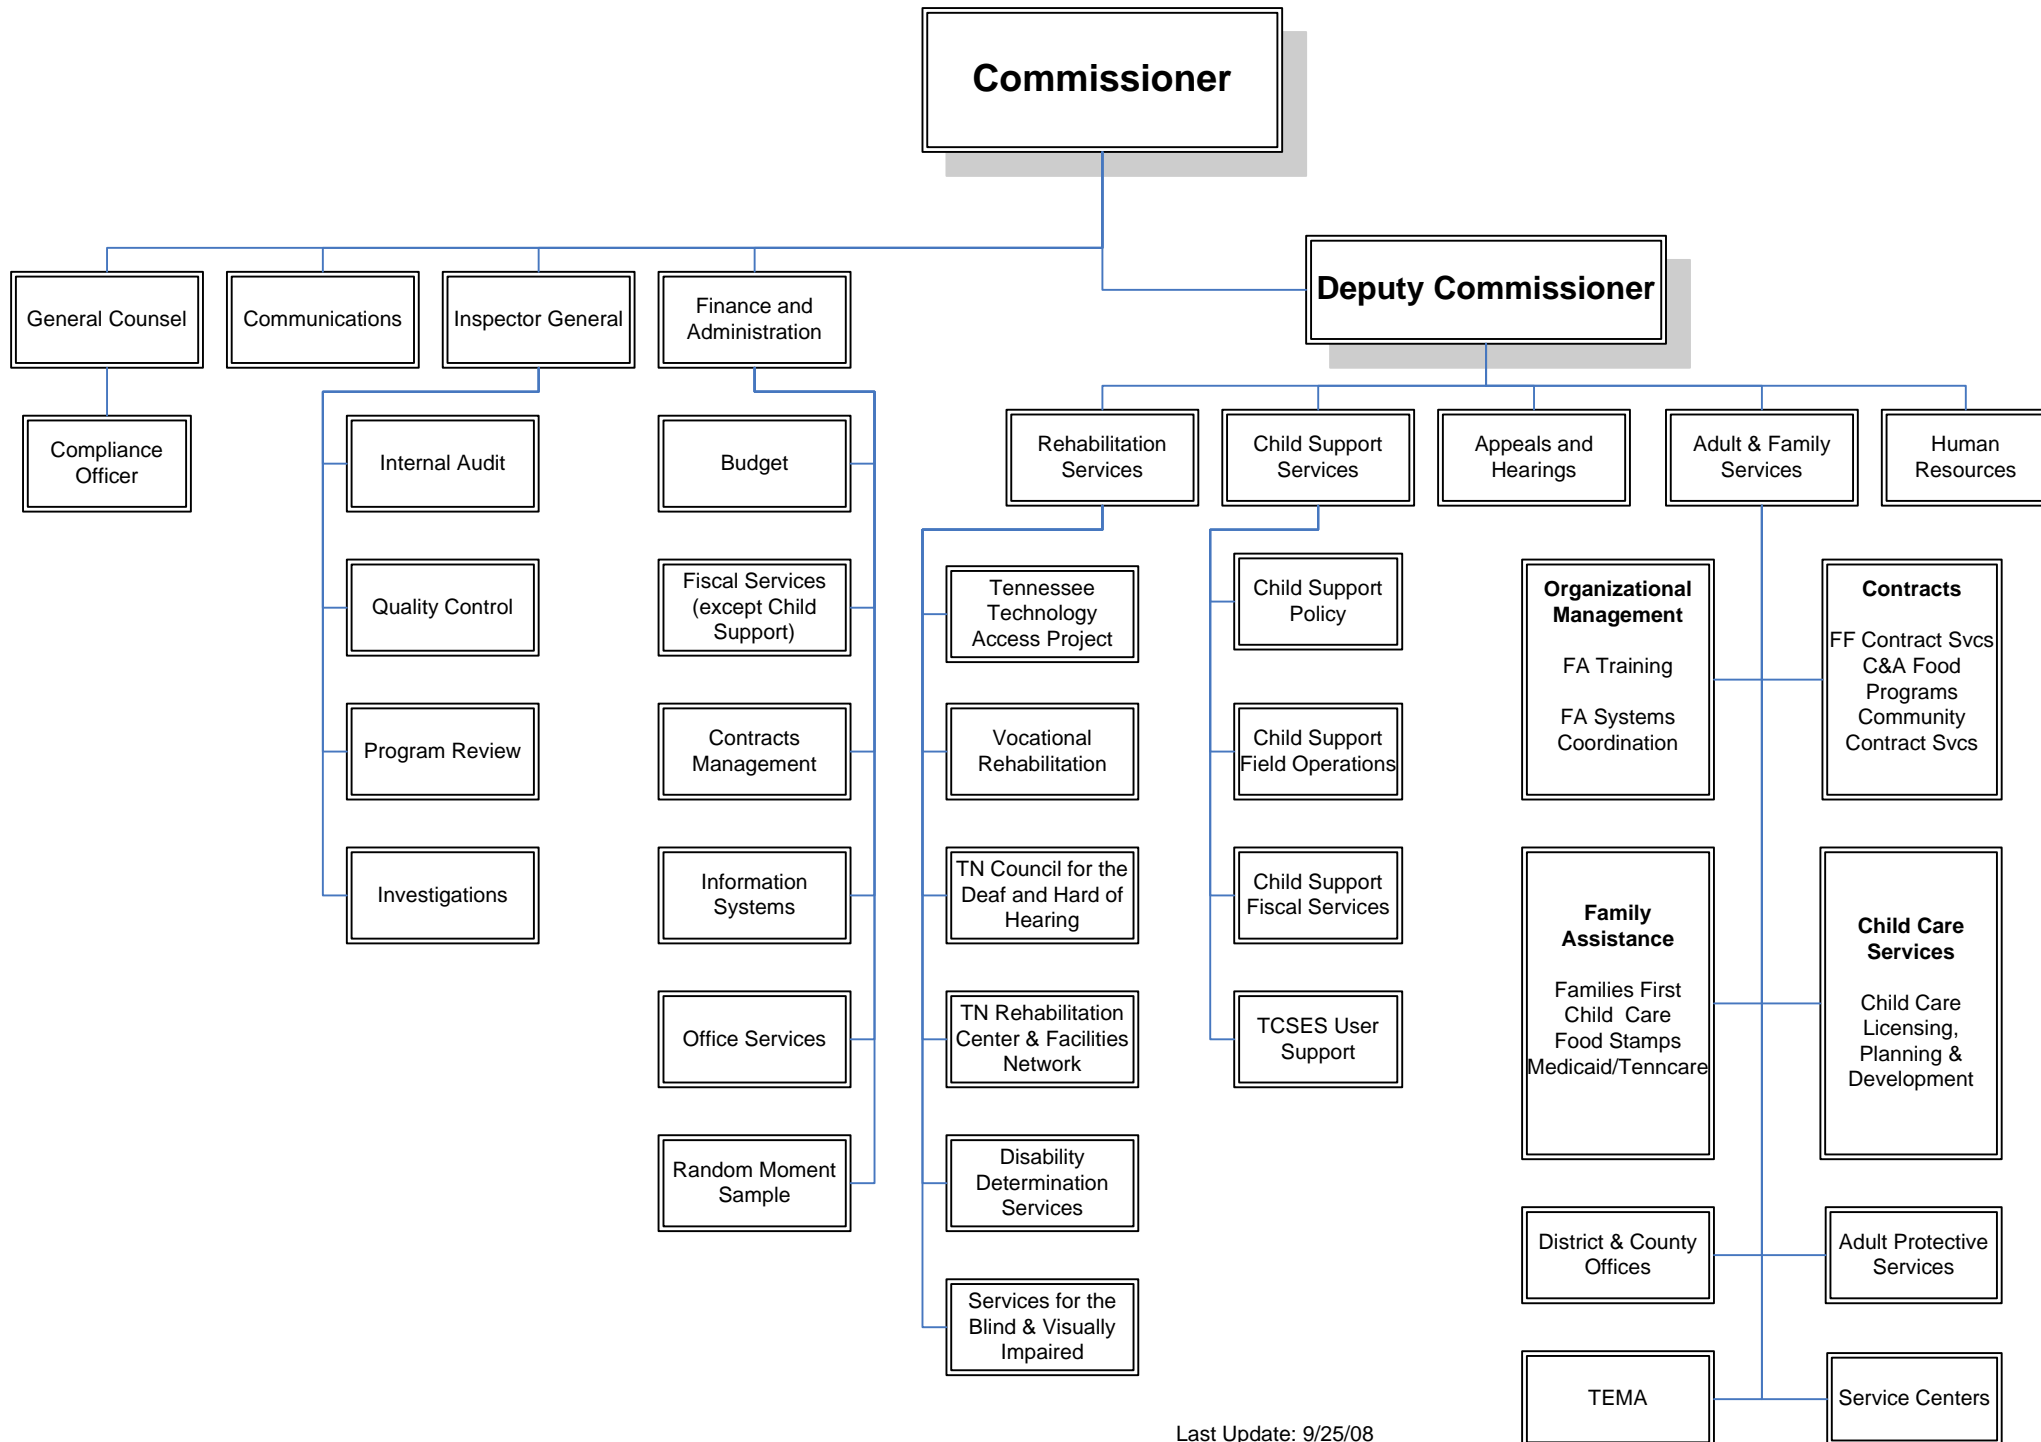 Commissioner
Deputy Commissioner
General Counsel
Communications
Inspector General
Finance and
Administration
Compliance
Officer
Internal Audit
Quality Control
Program Review
Investigations
Budget
Fiscal Services
(except Child
Support)
Contracts
Management
Information
Systems
Office Services
Random Moment
Sample
Rehabilitation
Services
Child Support
Services
Appeals and
Hearings
Adult & Family
Services
Human
Resources
Tennessee
Technology
Access Project
Vocational
Rehabilitation
TN Council for the
Deaf and Hard of
Hearing
TN Rehabilitation
Center & Facilities
Network
Disability
Determination
Services
Services for the
Blind & Visually
Impaired
Child Support
Policy
Child Support
Field Operations
Child Support
Fiscal Services
TCSES User
Support
Organizational
Management
FA Training
FA Systems
Coordination
Contracts
FF Contract Svcs
C&A Food
Programs
Community
Contract Svcs
Family
Assistance
Families First
Child  Care
Food Stamps
Medicaid/Tenncare
Child Care
Services
Child Care
Licensing,
Planning &
Development
District & County
Offices
Adult Protective
Services
TEMA
Service Centers
Last Update: 9/25/08